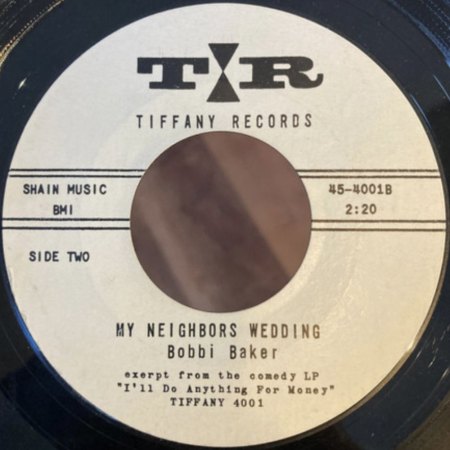 TR
TIFFANY RECORDS
SHAIN MUSIC
BMI
45-4001B
2:20
SIDE TWO
MY NEIGHBORS WEDDING
Bobbi Baker
exerpt from the comedy LP
"I'll Do Anything For Money"
TIFFANY 4001